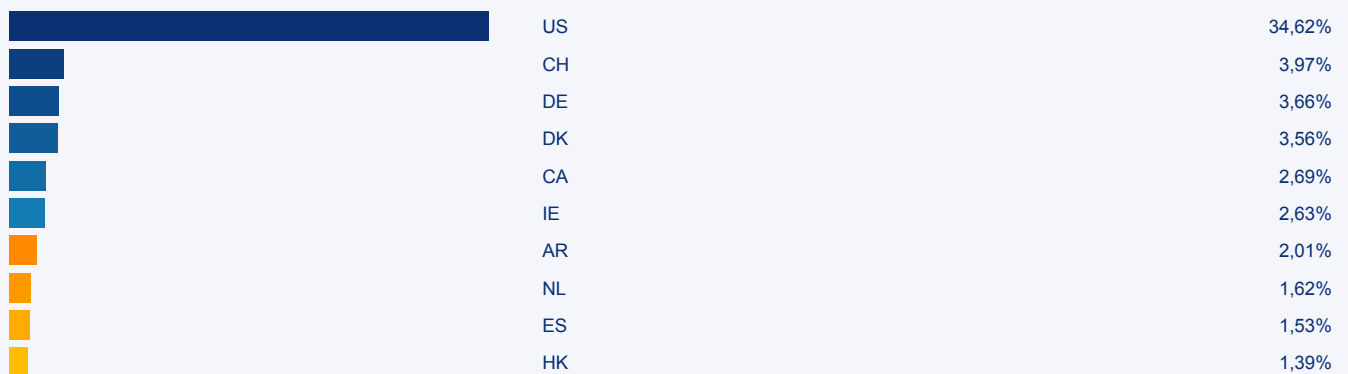 US 34,62%
CH 3,97%
DE 3,66%
DK 3,56%
CA 2,69%
IE 2,63%
AR 2,01%
NL 1,62%
ES 1,53%
HK 1,39%